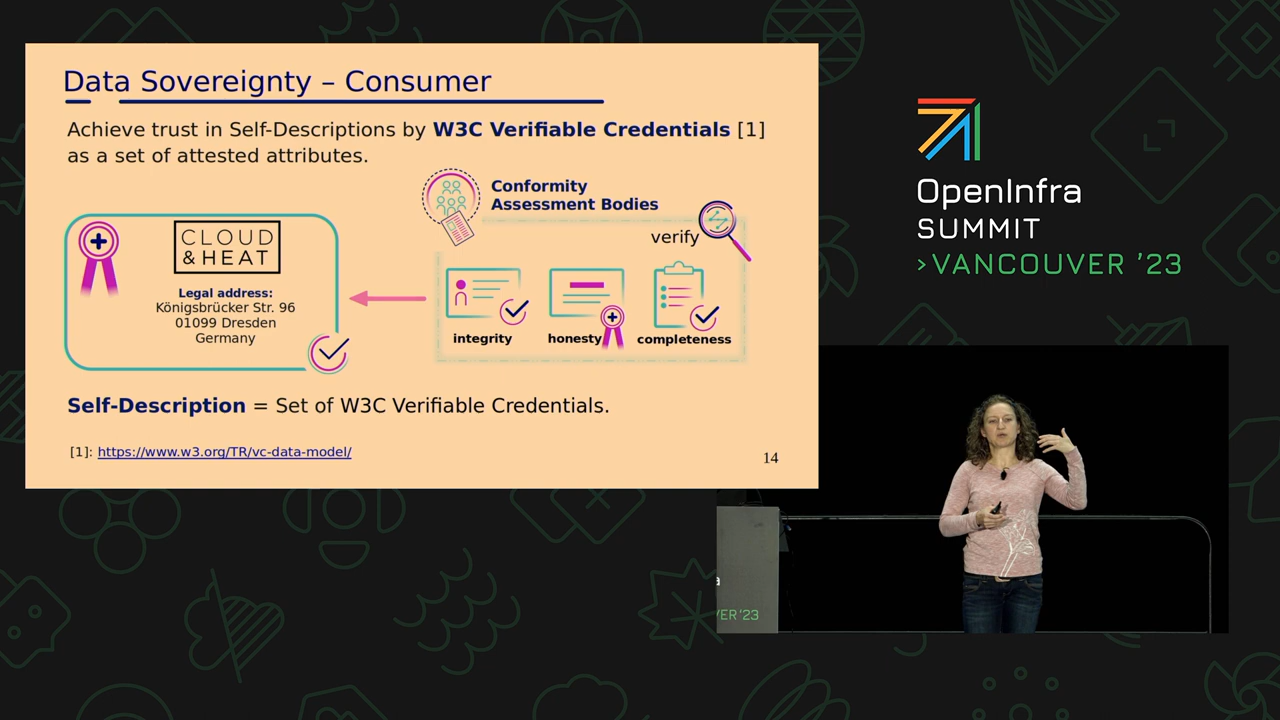 Data Sovereignty – Consumer
Achieve trust in Self-Descriptions by W3C Verifiable Credentials [1]
as a set of attested attributes.
Conformity
Assessment Bodies
verify
CLOUD
&HEAT
Legal address:
Königsbrücker Str. 96
01099 Dresden
Germany
integrity
honesty
completeness
Self-Description = Set of W3C Verifiable Credentials.
[1]: https://www.w3.org/TR/vc-data-model/
14
OpenInfra
SUMMIT
>VANCOUVER '23
a
VER '23